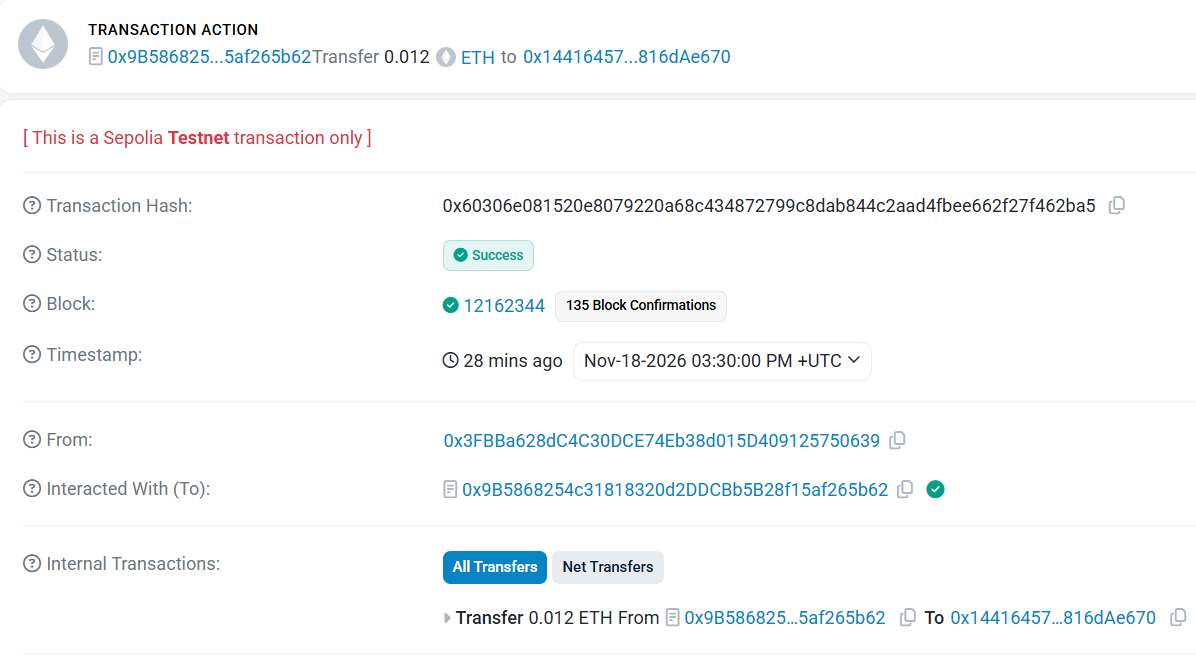 TRANSACTION ACTION
0x9B586825...5af265b62Transfer 0.012 ETH to 0x14416457...816dAe670
[ This is a Sepolia Testnet transaction only ]
Transaction Hash: 0x60306e081520e8079220a68c434872799c8dab844c2aad4fbee662f27f462ba5
Status: Success
Block: 12162344 135 Block Confirmations
Timestamp: 28 mins ago Nov-18-2026 03:30:00 PM +UTC
From: 0x3FBBa628dC4C30DCE74Eb38d015D409125750639
Interacted With (To): 0x9B5868254c31818320d2DDCBb5B28f15af265b62
Internal Transactions: All Transfers Net Transfers
Transfer 0.012 ETH From 0x9B586825...5af265b62 To 0x14416457...816dAe670